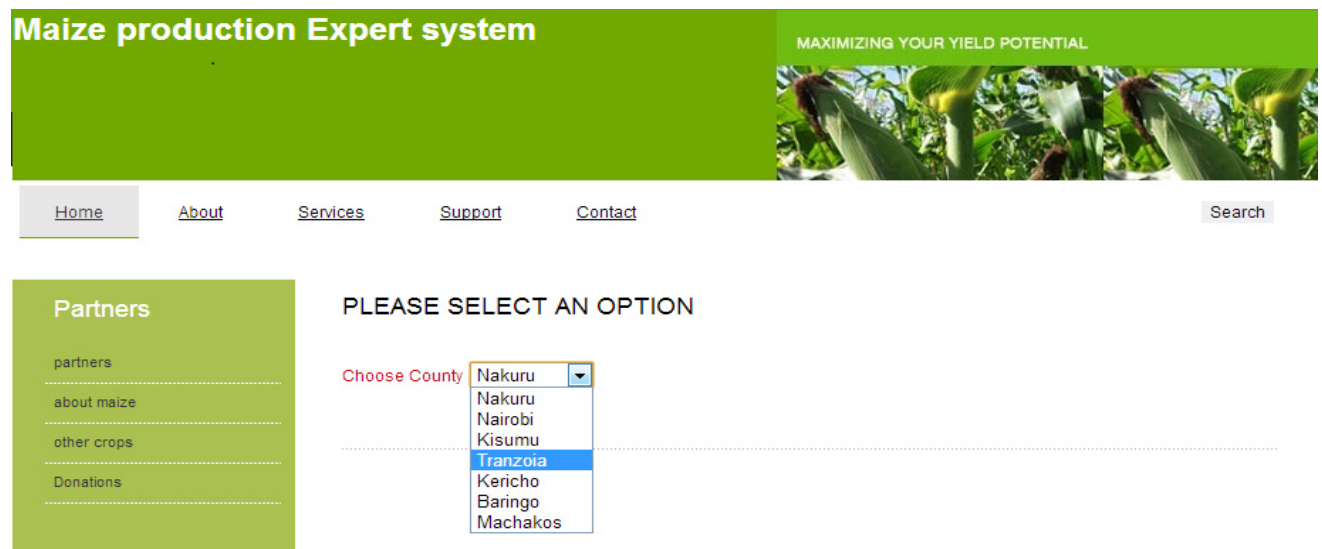 Maize production Expert system
MAXIMIZING YOUR YIELD POTENTIAL
Home About Services Support Contact Search
Partners
partners
about maize
other crops
Donations
PLEASE SELECT AN OPTION
Choose County Nakuru
Nakuru
Nairobi
Kisumu
Tranzoia
Kericho
Baringo
Machakos